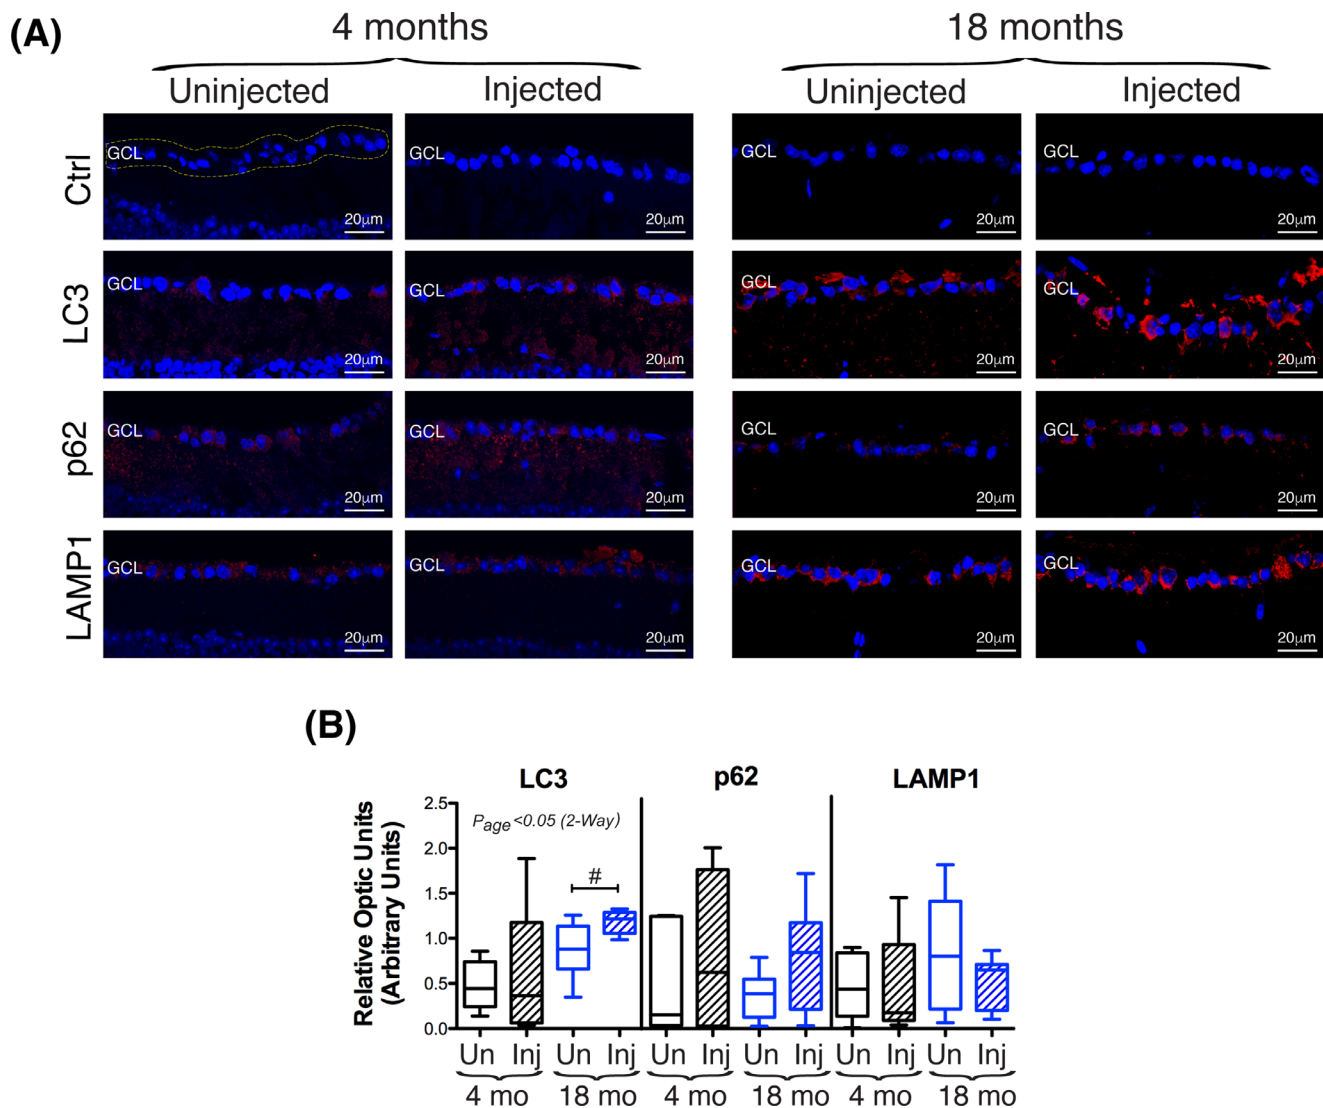 (A)
4 months
18 months
Uninjected
Injected
Uninjected
Injected
Ctrl
GCL
20µm
GCL
20µm
GCL
20µm
GCL
20µm
LC3
GCL
20µm
GCL
20µm
GCL
20µm
GCL
20µm
p62
GCL
20µm
GCL
20µm
GCL
20µm
GCL
20µm
LAMP1
GCL
20µm
GCL
20µm
GCL
20µm
GCL
20µm
(B)
LC3
p62
LAMP1
Relative Optic Units
(Arbitrary Units)
2.5
2.0
1.5
1.0
0.5
0.0
Page <0.05 (2-Way)
#
Un Inj Un Inj Un Inj Un Inj Un Inj Un Inj
4 mo 18 mo 4 mo 18 mo 4 mo 18 mo